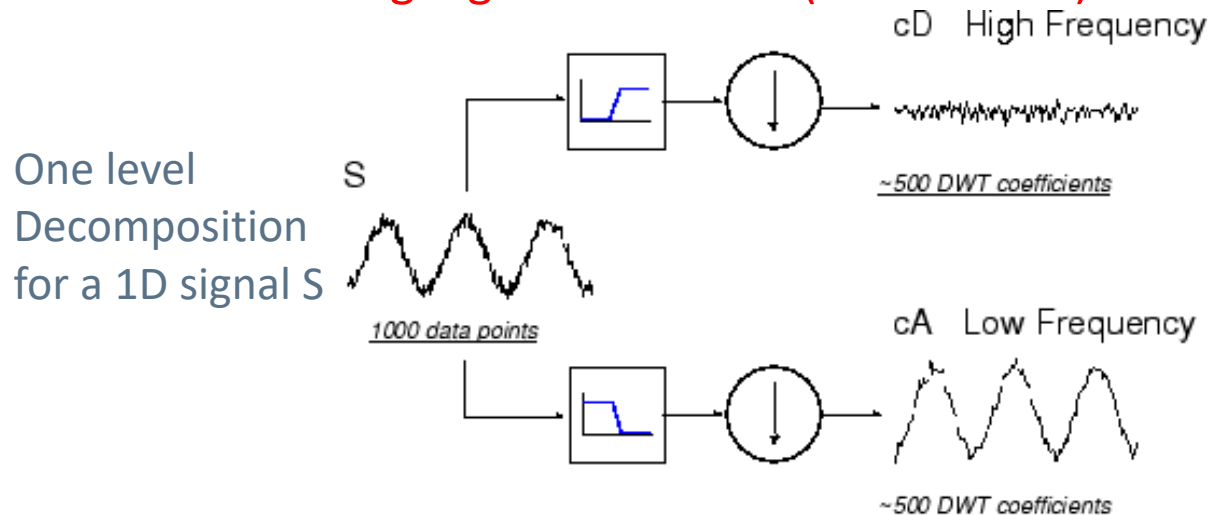 cD High Frequency
~500 DWT coefficients
One level
Decomposition
for a 1D signal S
S
1000 data points
cA Low Frequency
~500 DWT coefficients